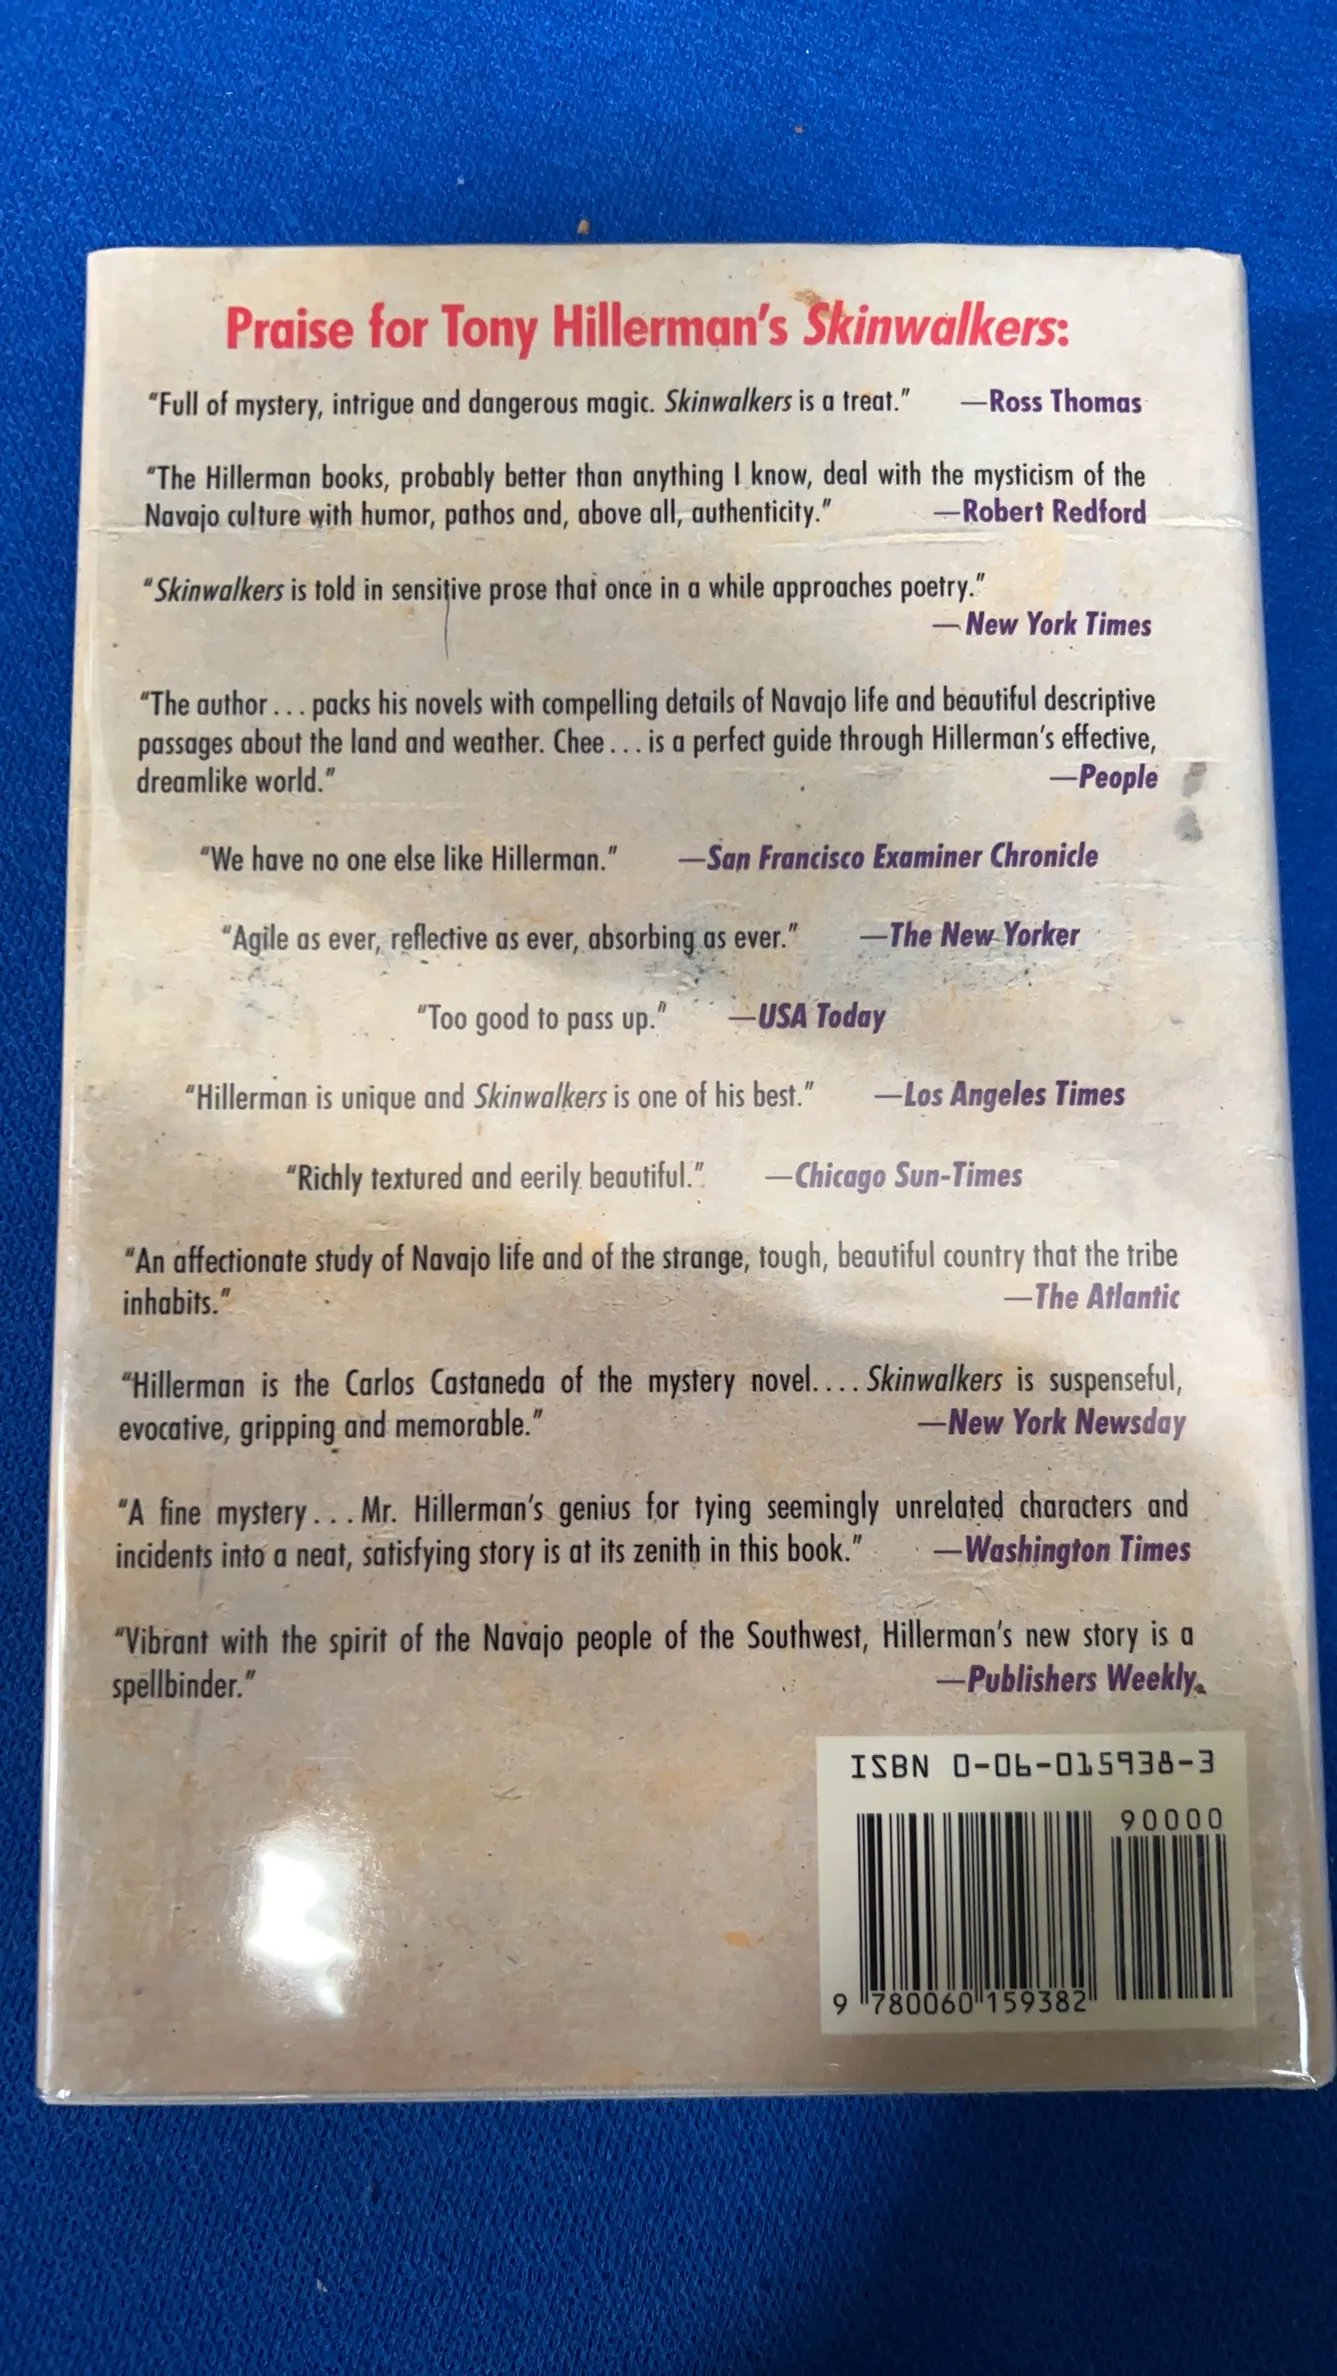 Praise for Tony Hillerman's Skinwalkers:
"Full of mystery, intrigue and dangerous magic. Skinwalkers is a treat." —Ross Thomas
"The Hillerman books, probably better than anything I know, deal with the mysticism of the
Navajo culture with humor, pathos and, above all, authenticity." —Robert Redford
"Skinwalkers is told in sensitive prose that once in a while approaches poetry."
—New York Times
"The author... packs his novels with compelling details of Navajo life and beautiful descriptive
passages about the land and weather. Chee... is a perfect guide through Hillerman's effective,
dreamlike world." —People
"We have no one else like Hillerman." —San Francisco Examiner Chronicle
"Agile as ever, reflective as ever, absorbing as ever." —The New Yorker
"Too good to pass up." —USA Today
"Hillerman is unique and Skinwalkers is one of his best." —Los Angeles Times
"Richly textured and eerily beautiful." —Chicago Sun-Times
"An affectionate study of Navajo life and of the strange, tough, beautiful country that the tribe
inhabits." —The Atlantic
"Hillerman is the Carlos Castaneda of the mystery novel.... Skinwalkers is suspenseful,
evocative, gripping and memorable." —New York Newsday
"A fine mystery... Mr. Hillerman's genius for tying seemingly unrelated characters and
incidents into a neat, satisfying story is at its zenith in this book." —Washington Times
"Vibrant with the spirit of the Navajo people of the Southwest, Hillerman's new story is a
spellbinder." —Publishers Weekly
ISBN 0-06-015938-3
90000
9 780060 159382